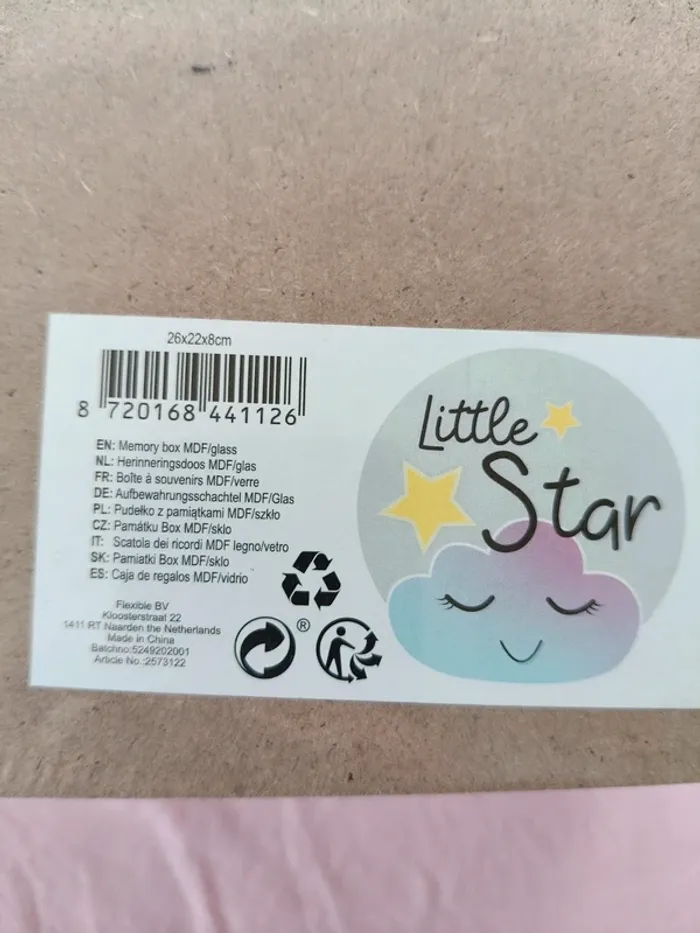 26x22x8cm
8 720168 441126
EN: Memory box MDF/glass
NL: Herinneringsdoos MDF/glas
FR: Boîte à souvenirs MDF/verre
DE: Aufbewahrungsschachtel MDF/Glas
PL: Pudełko z pamiątkami MDF/szkło
CZ: Památku Box MDF/sklo
IT: Scatola dei ricordi MDF legno/vetro
SK: Pamiatki Box MDF/sklo
ES: Caja de regalos MDF/vidrio
Flexible BV
Kloosterstraat 22
1411 RT Naarden the Netherlands
Made in China
Batchno:5249202001
Article No.:2573122
®
Little
Star